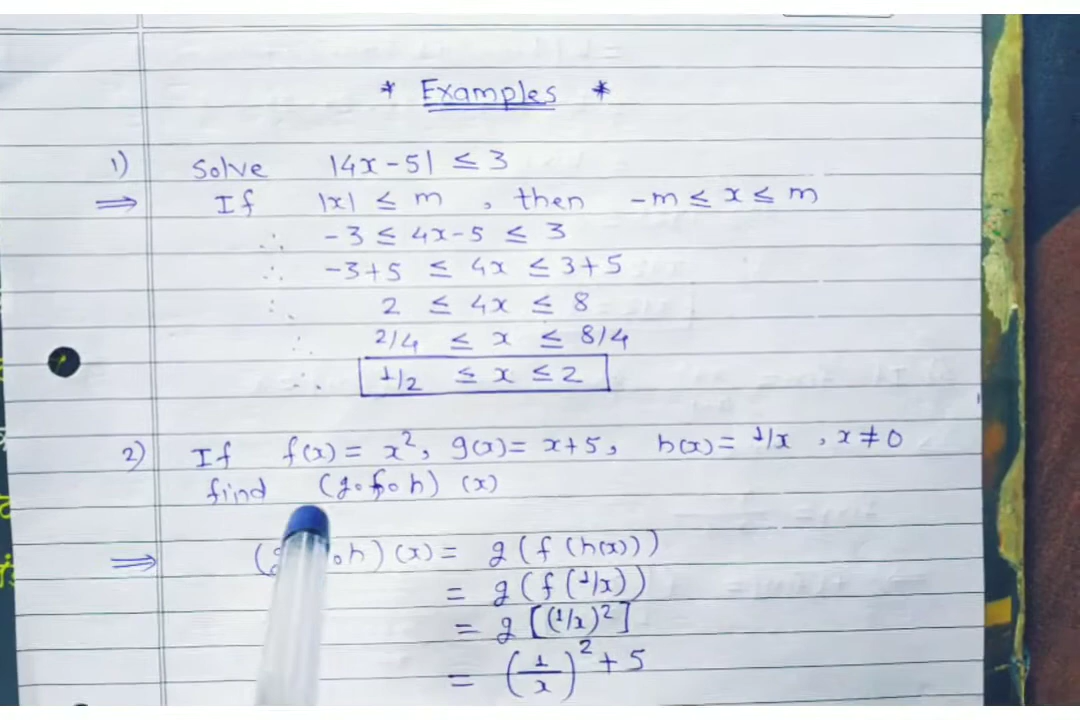 * Examples *
1) Solve |4x-5| ≤ 3
⇒ If |x| ≤ m , then -m ≤ x ≤ m
∴ -3 ≤ 4x-5 ≤ 3
∴ -3+5 ≤ 4x ≤ 3+5
∴ 2 ≤ 4x ≤ 8
∴ 2/4 ≤ x ≤ 8/4
∴ 1/2 ≤ x ≤ 2
2) If f(x) = x², g(x) = x+5, h(x) = 1/x , x ≠ 0
find (g∘f∘h) (x)
⇒ ( ∘h) (x) = g(f(h(x)))
= g(f(1/x))
= g[(1/x)²]
= (1/x)² + 5